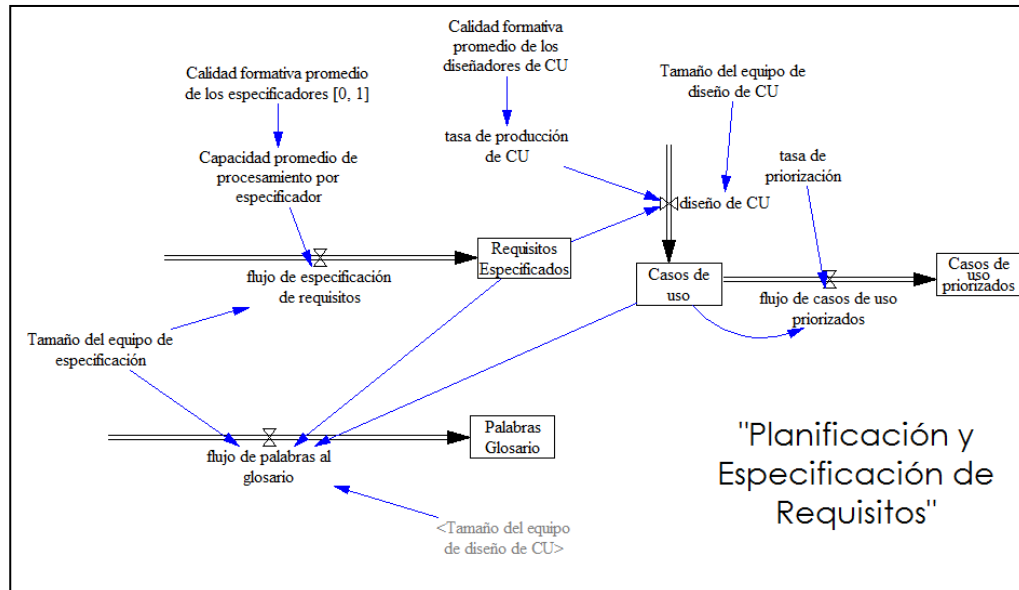 Calidad formativa promedio
de los especificadores [0, 1]
Capacidad promedio de
procesamiento por
especificador
Calidad formativa
promedio de los
diseñadores de CU
tasa de producción
de CU
Tamaño del equipo de
diseño de CU
tasa de
priorización
diseño de CU
Requisitos
Especificados
flujo de especificación
de requisitos
Casos de
uso
flujo de casos de uso
priorizados
Casos de
uso
priorizados
Tamaño del equipo de
especificación
Palabras
Glosario
flujo de palabras al
glosario
<Tamaño del equipo
de diseño de CU>
"Planificación y
Especificación de
Requisitos"